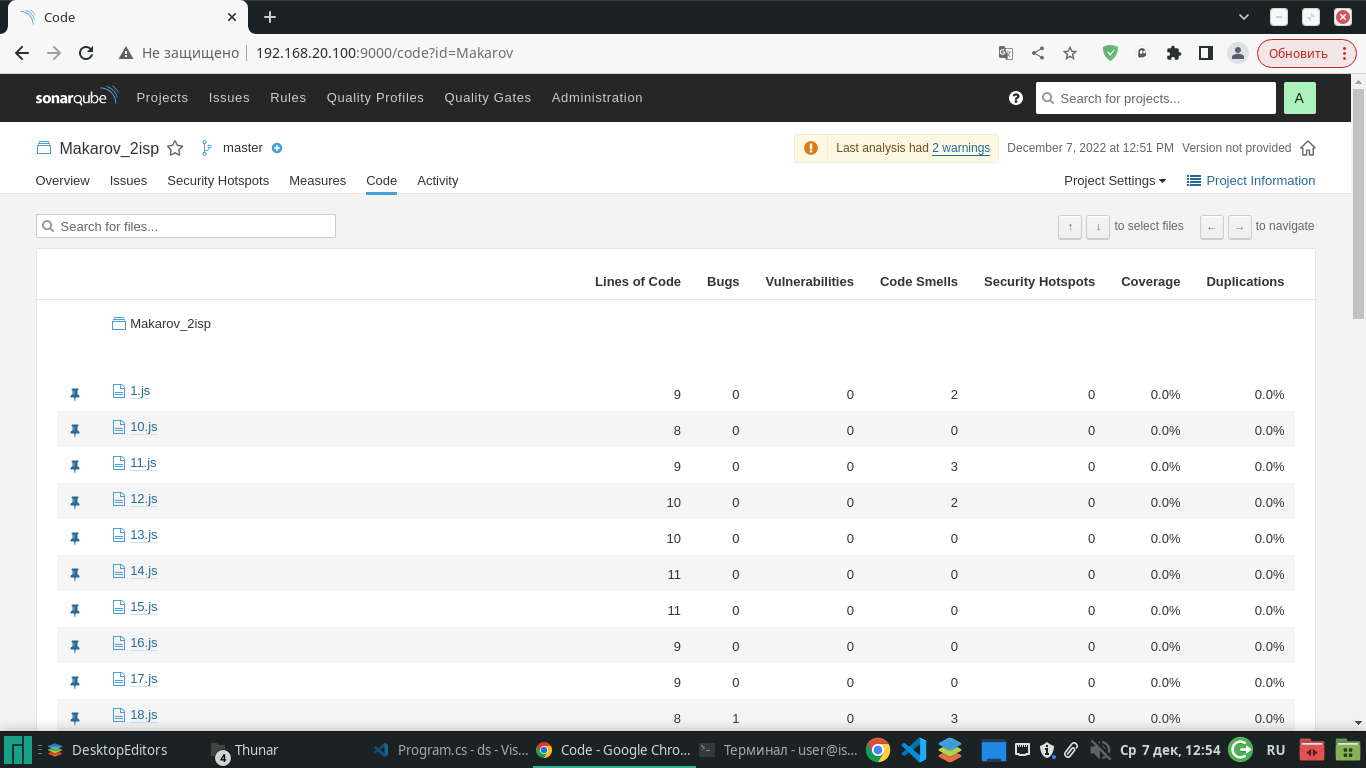 Code
Не защищено 192.168.20.100:9000/code?id=Makarov Обновить
sonarqube Projects Issues Rules Quality Profiles Quality Gates Administration ? Search for projects... A
Makarov_2isp master Last analysis had 2 warnings December 7, 2022 at 12:51 PM Version not provided
Overview Issues Security Hotspots Measures Code Activity Project Settings Project Information
Search for files... ↑ ↓ to select files ← → to navigate
Lines of Code Bugs Vulnerabilities Code Smells Security Hotspots Coverage Duplications
Makarov_2isp
1.js 9 0 0 2 0 0.0% 0.0%
10.js 8 0 0 0 0 0.0% 0.0%
11.js 9 0 0 3 0 0.0% 0.0%
12.js 10 0 0 2 0 0.0% 0.0%
13.js 10 0 0 0 0 0.0% 0.0%
14.js 11 0 0 0 0 0.0% 0.0%
15.js 11 0 0 0 0 0.0% 0.0%
16.js 9 0 0 0 0 0.0% 0.0%
17.js 9 0 0 0 0 0.0% 0.0%
18.js 8 1 0 3 0 0.0% 0.0%
DesktopEditors 4 Thunar Program.cs - ds - Vis... Code - Google Chro... Терминал - user@is... Ср 7 дек, 12:54 RU